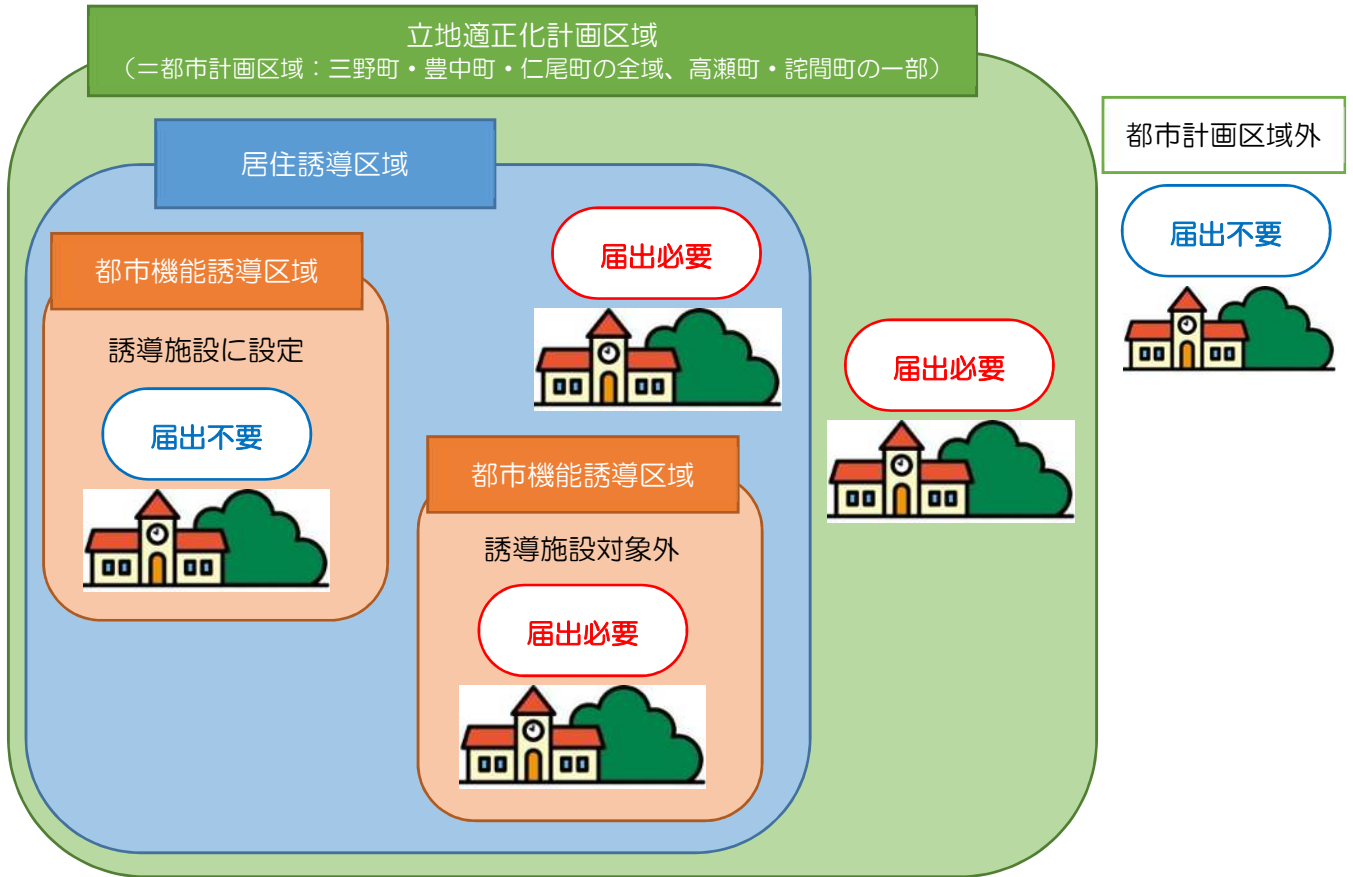 立地適正化計画区域
（＝都市計画区域：三野町・豊中町・仁尾町の全域、高瀬町・詫間町の一部）
都市計画区域外
届出不要
居住誘導区域
届出必要
都市機能誘導区域
誘導施設に設定
届出不要
届出必要
都市機能誘導区域
誘導施設対象外
届出必要